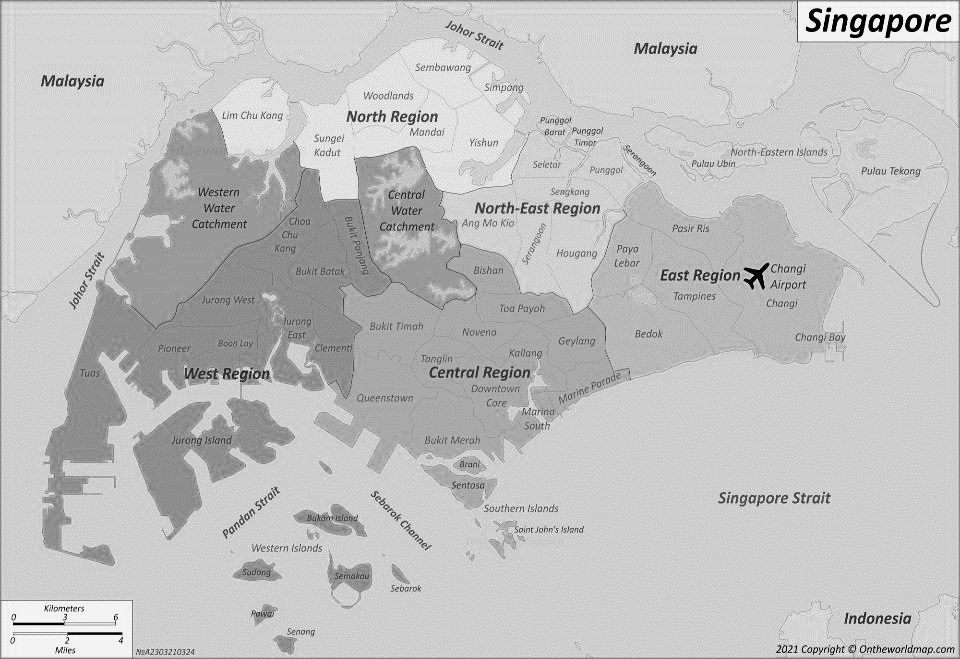 Singapore
Malaysia
Malaysia
Johor Strait
Sembawang
Simpang
Woodlands
North Region
Mandai
Lim Chu Kang
Sungei
Kadut
Yishun
Punggol
Barat
Punggol
Timor
Seletar
Punggol
Serangoon
North-Eastern Islands
Pulau Ubin
Pulau Tekong
Western
Water
Catchment
Central
Water
Catchment
Sengkang
North-East Region
Ang Mo Kio
Serangoon
Hougang
Choa
Chu
Kang
Bukit Panjang
Bukit Batok
Bishan
Paya
Lebar
Pasir Ris
East Region
Changi
Airport
Tampines
Changi
Johor Strait
Jurong West
Toa Payoh
Bukit Timah
Novena
Geylang
Bedok
Changi Bay
Jurong
East
Boon Lay
Pioneer
Clementi
Tuas
West Region
Tanglin
Kallang
Central Region
Queenstown
Downtown
Core
Marine Parade
Marina
South
Jurong Island
Bukit Merah
Brani
Sentosa
Pandan Strait
Sebarok Channel
Singapore Strait
Southern Islands
Saint John's Island
Bukom Island
Western Islands
Sudong
Semakau
Sebarok
Pawai
Senang
Kilometers
0 3 6
0 2 4
Miles
NsA2303210324
Indonesia
2021 Copyright © Ontheworldmap.com